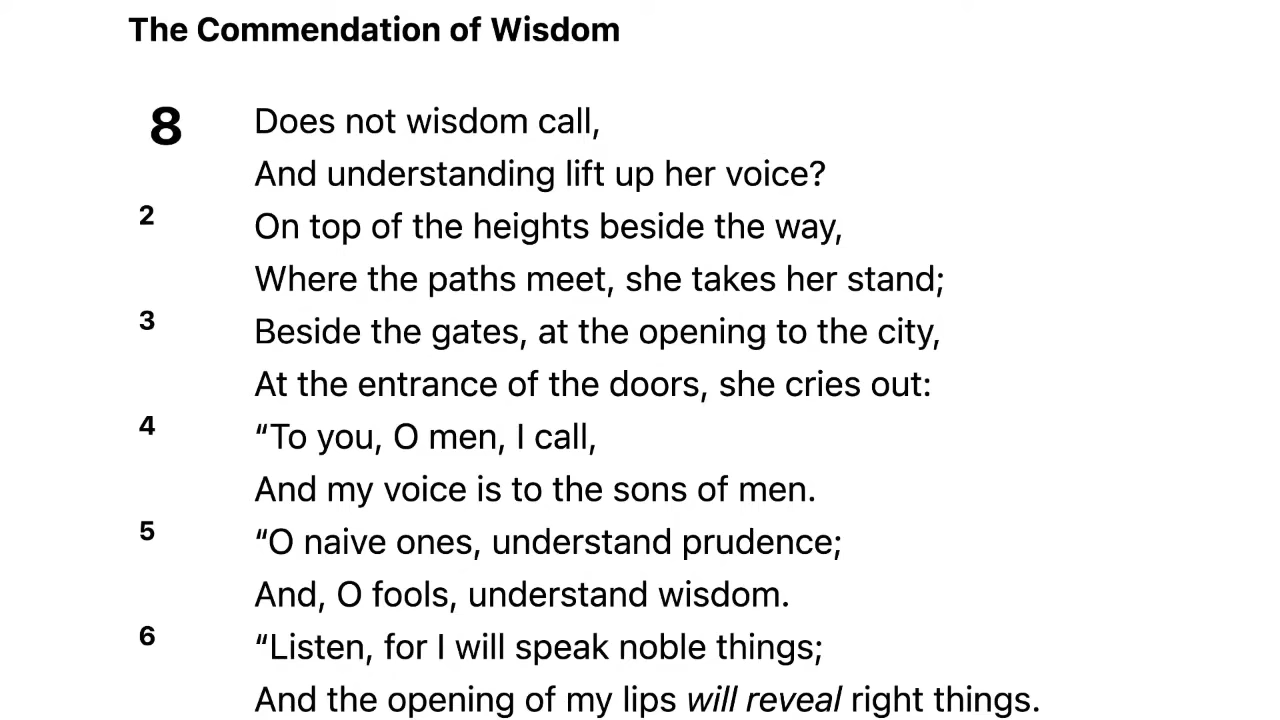 The Commendation of Wisdom
8 Does not wisdom call,
And understanding lift up her voice?
2 On top of the heights beside the way,
Where the paths meet, she takes her stand;
3 Beside the gates, at the opening to the city,
At the entrance of the doors, she cries out:
4 “To you, O men, I call,
And my voice is to the sons of men.
5 “O naive ones, understand prudence;
And, O fools, understand wisdom.
6 “Listen, for I will speak noble things;
And the opening of my lips will reveal right things.